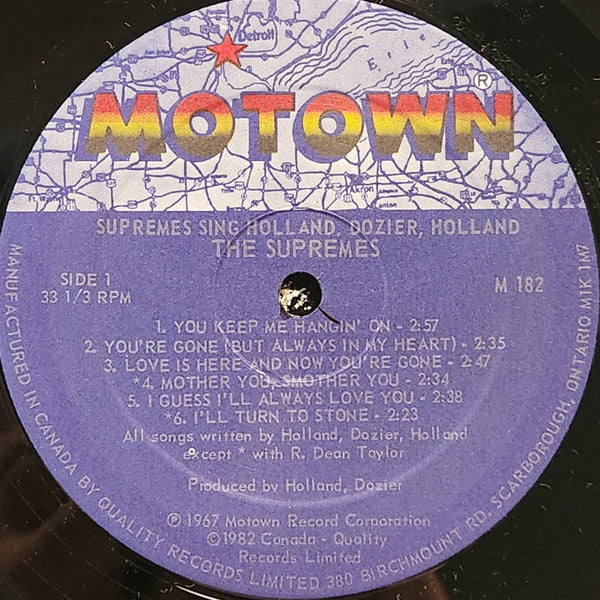 Detroit
Erie
MOTOWN®
Akron
Canton
Ft. Wayne
SUPREMES SING HOLLAND, DOZIER, HOLLAND
THE SUPREMES
SIDE 1
33 1/3 RPM
M 182
1. YOU KEEP ME HANGIN' ON - 2:57
2. YOU'RE GONE (BUT ALWAYS IN MY HEART) - 2:35
3. LOVE IS HERE AND NOW YOU'RE GONE - 2:47
*4. MOTHER YOU, SMOTHER YOU - 2:34
5. I GUESS I'LL ALWAYS LOVE YOU - 2:38
*6. I'LL TURN TO STONE - 2:23
All songs written by Holland, Dozier, Holland
except * with R. Dean Taylor
Produced by Holland, Dozier
℗ 1967 Motown Record Corporation
©1982 Canada - Quality
Records Limited
MANUFACTURED IN CANADA BY QUALITY RECORDS LIMITED 380 BIRCHMOUNT RD, SCARBOROUGH, ONTARIO M1K 1M7